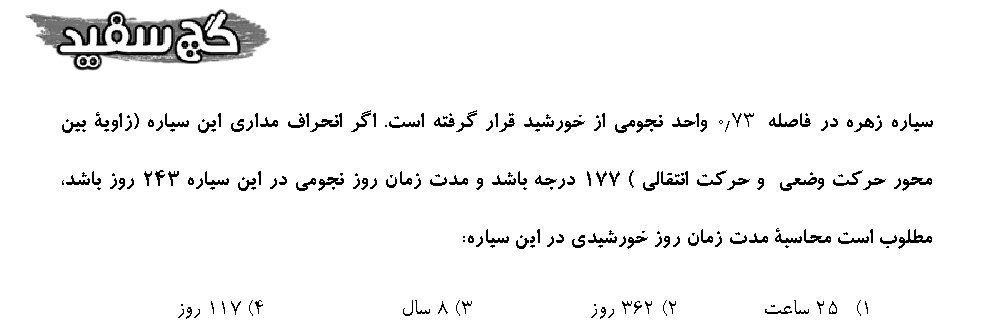 گچ سفید
سیاره زهره در فاصله ۰٫۷۳ واحد نجومی از خورشید قرار گرفته است. اگر انحراف مداری این سیاره (زاویهٔ بین
محور حرکت وضعی و حرکت انتقالی ) ۱۷۷ درجه باشد و مدت زمان روز نجومی در این سیاره ۲۴۳ روز باشد،
مطلوب است محاسبهٔ مدت زمان روز خورشیدی در این سیاره:
۱) ۲۵ ساعت ۲) ۳۶۲ روز ۳) ۸ سال ۴) ۱۱۷ روز